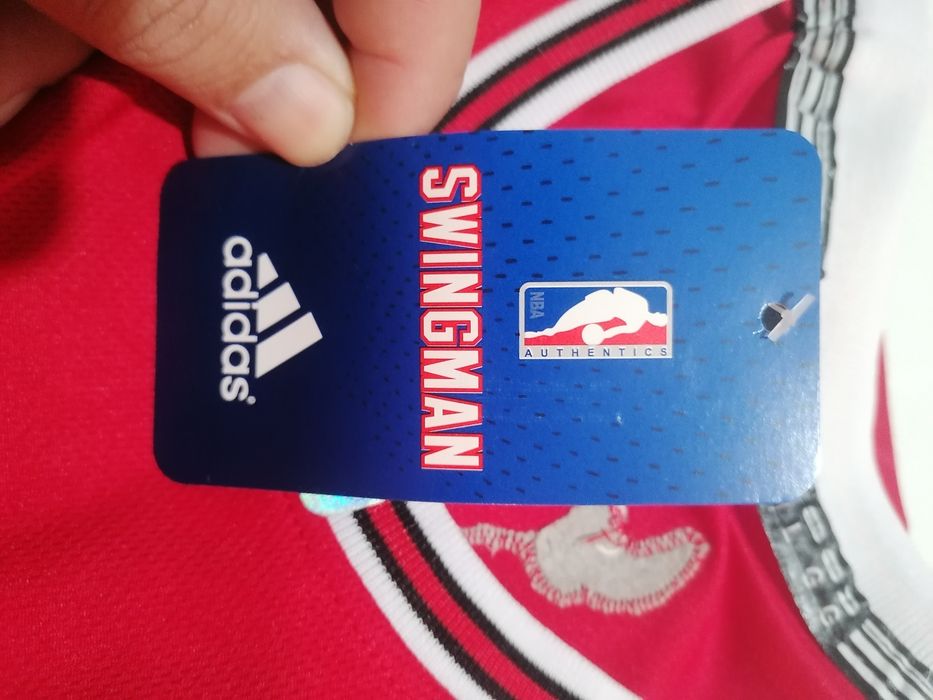 NBA
AUTHENTICS
SWINGMAN
adidas